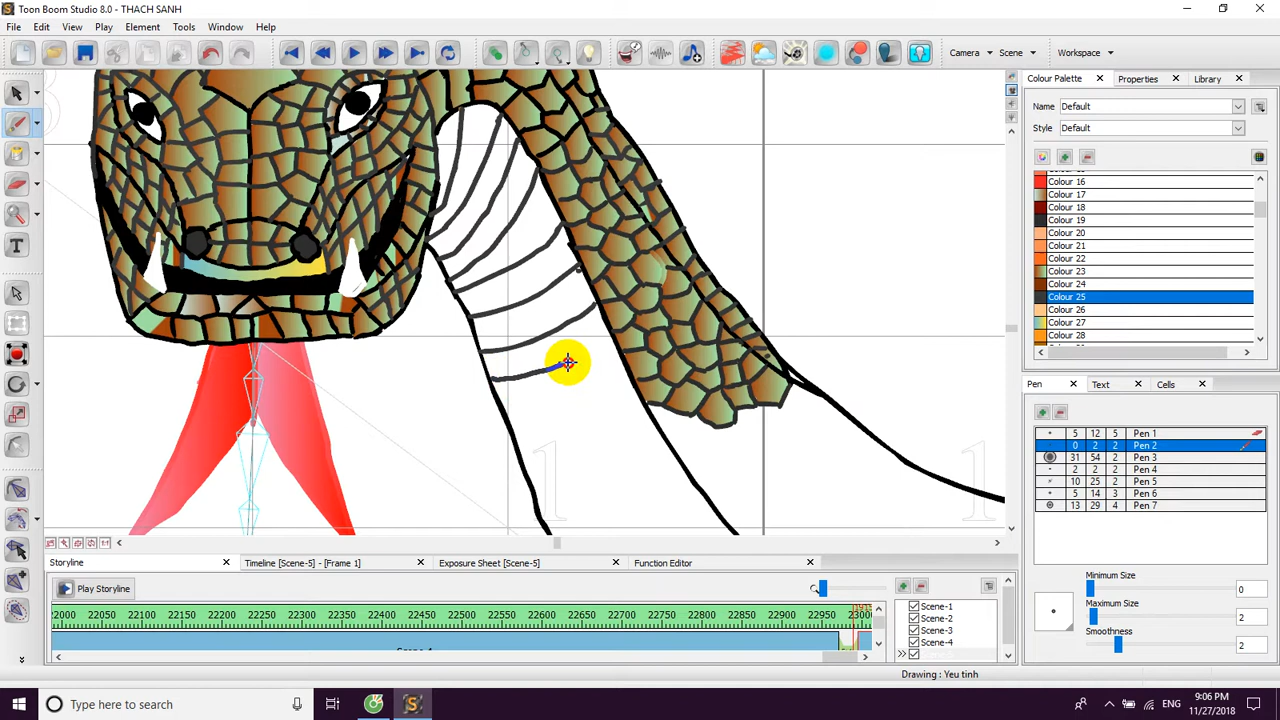 Toon Boom Studio 8.0 - THACH SANH
File Edit View Play Element Tools Window Help
Camera Scene Workspace
Colour Palette Properties Library
Name Default
Style Default
Colour 16
Colour 17
Colour 18
Colour 19
Colour 20
Colour 21
Colour 22
Colour 23
Colour 24
Colour 25
Colour 26
Colour 27
Colour 28
Pen Text Cells
5 12 5 Pen 1
0 2 2 Pen 2
31 54 2 Pen 3
2 2 2 Pen 4
10 25 2 Pen 5
5 14 3 Pen 6
13 29 4 Pen 7
Minimum Size 0
Maximum Size 2
Smoothness 2
1 1
Storyline Timeline [Scene-5] - [Frame 1] Exposure Sheet [Scene-5] Function Editor
Play Storyline
22000 22050 22100 22150 22200 22250 22300 22350 22400 22450 22500 22550 22600 22650 22700 22750 22800 22850 22900 22950
Scene-4
Scene-1
Scene-2
Scene-3
Scene-4
Drawing : Yeu tinh
Type here to search
ENG
9:06 PM
11/27/2018